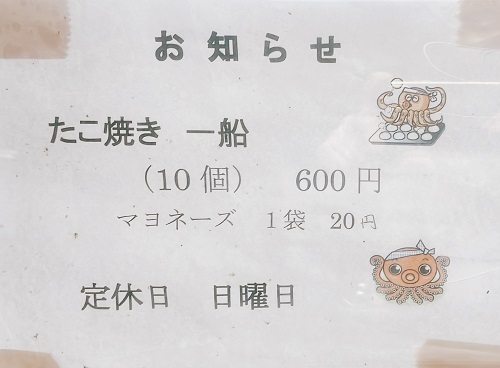 お知らせ
たこ焼き 一船
（10個） 600円
マヨネーズ 1袋 20円
定休日 日曜日